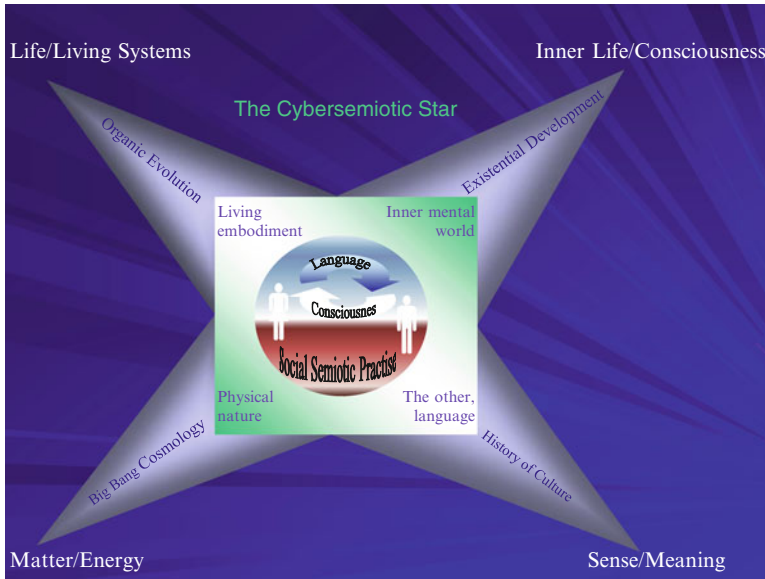 Life/Living Systems
Inner Life/Consciousness
The Cybersemiotic Star
Organic Evolution
Existential Development
Living
embodiment
Inner mental
world
Language
Consciousnes
Social Semiotic Practise
Physical
nature
The other,
language
Big Bang Cosmology
History of Culture
Matter/Energy
Sense/Meaning